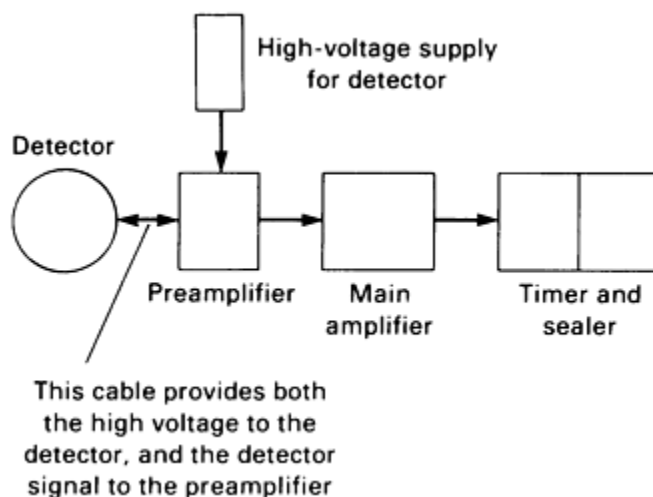 High-voltage supply
for detector
Detector
Preamplifier
Main
amplifier
Timer and
sealer
This cable provides both
the high voltage to the
detector, and the detector
signal to the preamplifier